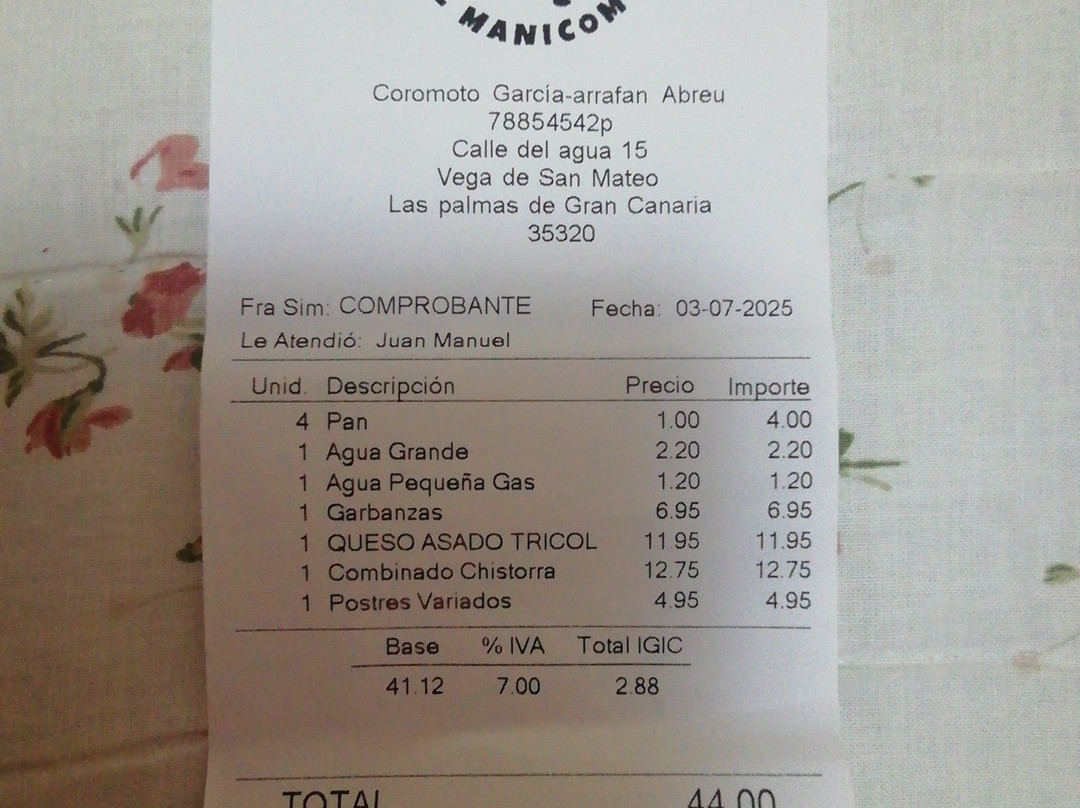 MANICOM
Coromoto García-arrafan Abreu
78854542p
Calle del agua 15
Vega de San Mateo
Las palmas de Gran Canaria
35320
Fra Sim: COMPROBANTE Fecha: 03-07-2025
Le Atendió: Juan Manuel
Unid. Descripción Precio Importe
4 Pan 1.00 4.00
1 Agua Grande 2.20 2.20
1 Agua Pequeña Gas 1.20 1.20
1 Garbanzas 6.95 6.95
1 QUESO ASADO TRICOL 11.95 11.95
1 Combinado Chistorra 12.75 12.75
1 Postres Variados 4.95 4.95
Base % IVA Total IGIC
41.12 7.00 2.88
TOTAL 44.00